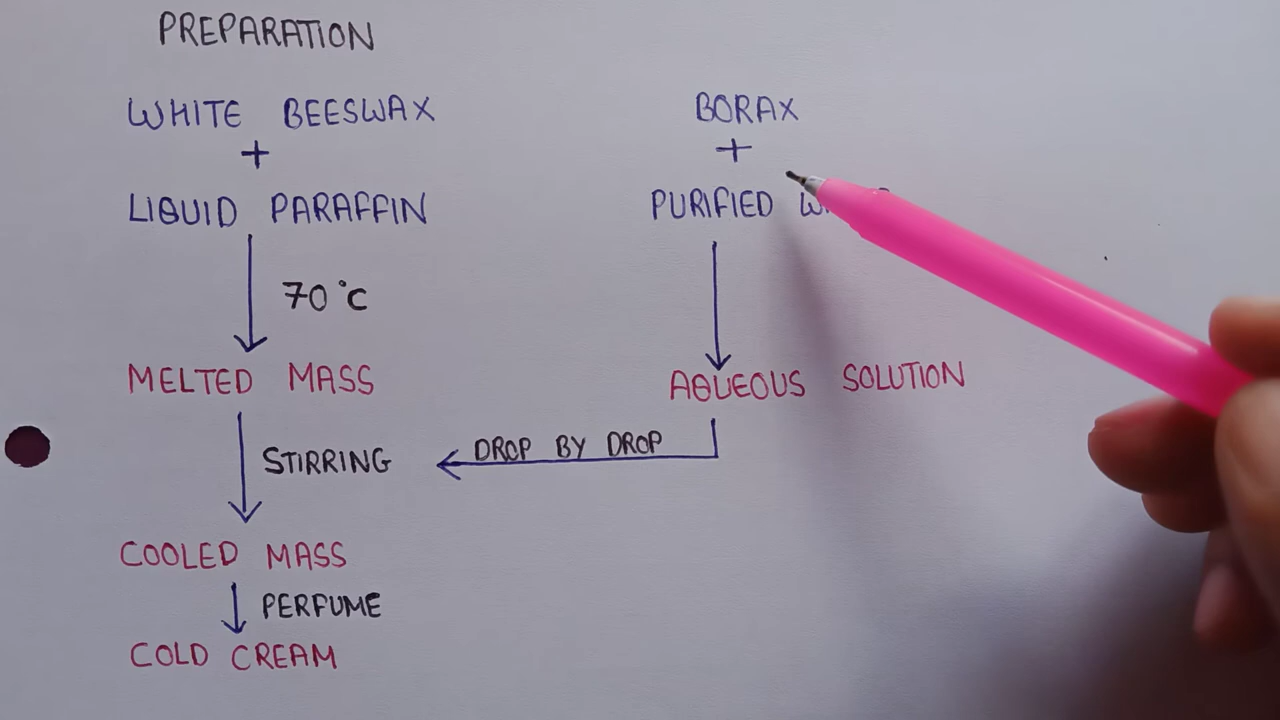 PREPARATION
WHITE BEESWAX
+
LIQUID PARAFFIN
70°C
MELTED MASS
STIRRING
COOLED MASS
PERFUME
COLD CREAM
BORAX
+
PURIFIED
AQUEOUS SOLUTION
DROP BY DROP